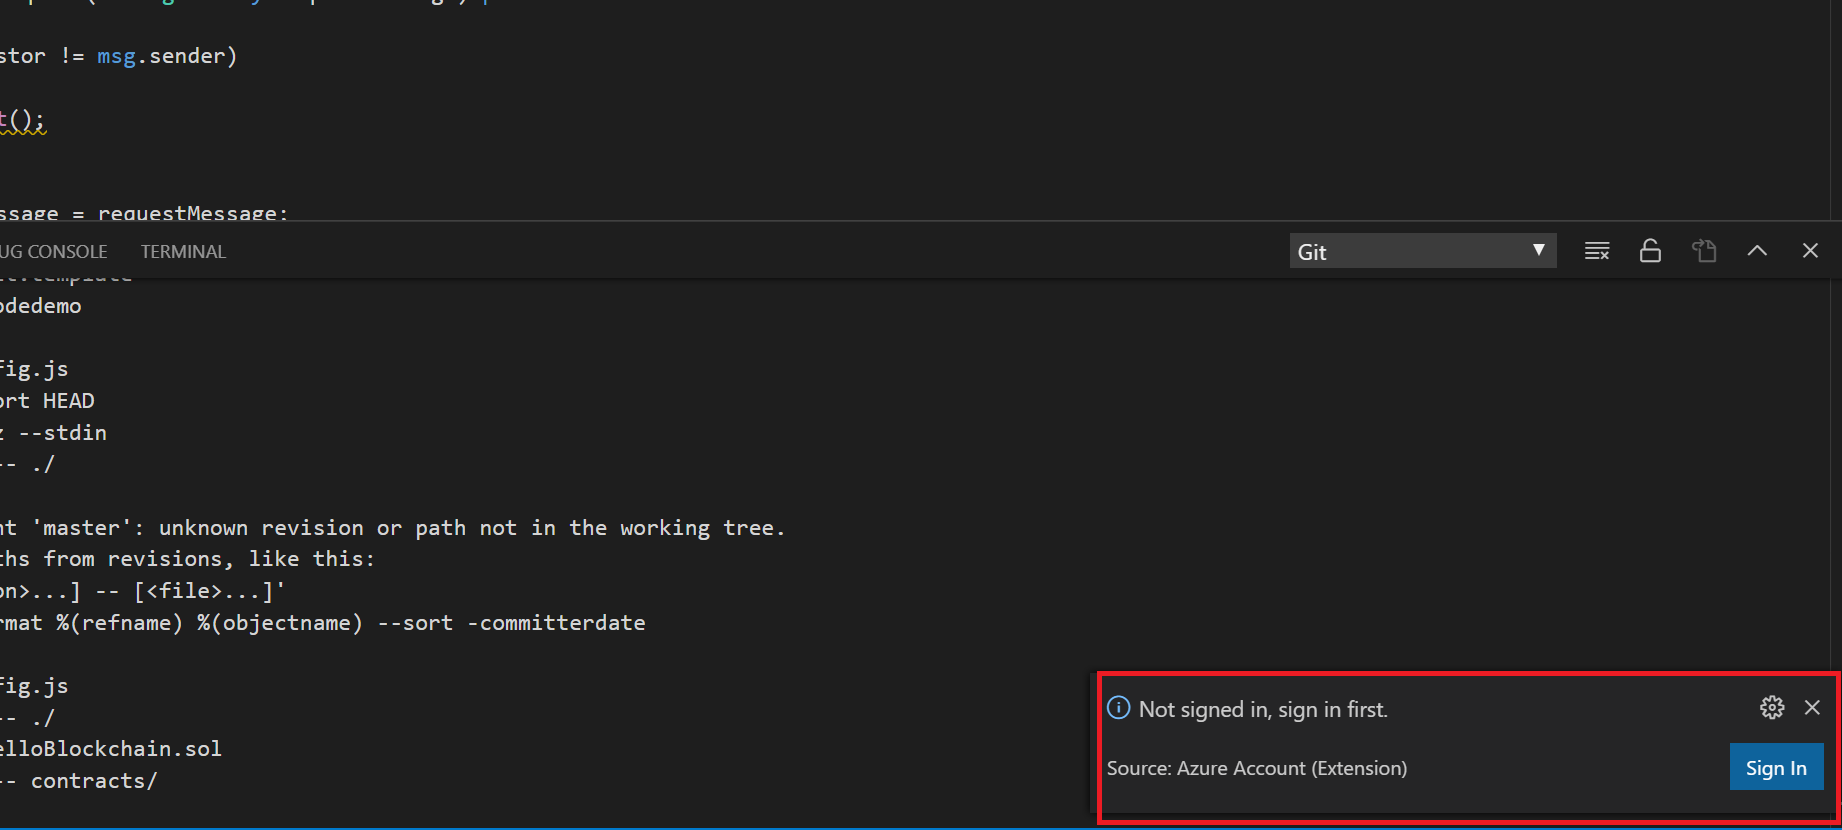 stor != msg.sender)
t();
ssage = requestMessage;
UG CONSOLE TERMINAL Git
it.template
odedemo
fig.js
ort HEAD
z --stdin
-- ./
nt 'master': unknown revision or path not in the working tree.
ths from revisions, like this:
on>...] -- [<file>...]'
rmat %(refname) %(objectname) --sort -committerdate
fig.js
-- ./
elloBlockchain.sol
-- contracts/
Not signed in, sign in first.
Source: Azure Account (Extension)
Sign In